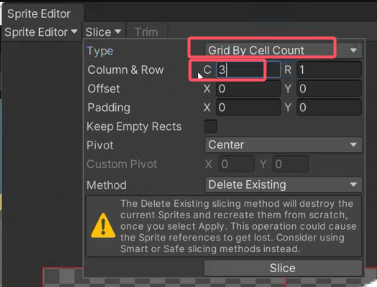 Sprite Editor
Sprite Editor Slice Trim
Type Grid By Cell Count
Column & Row C 3 R 1
Offset X 0 Y 0
Padding X 0 Y 0
Keep Empty Rects
Pivot Center
Custom Pivot X 0 Y 0
Method Delete Existing
The Delete Existing slicing method will destroy the
current Sprites and recreate them from scratch,
once you select Apply. This operation could cause
the Sprite references to get lost. Consider using
Smart or Safe slicing methods instead.
Slice